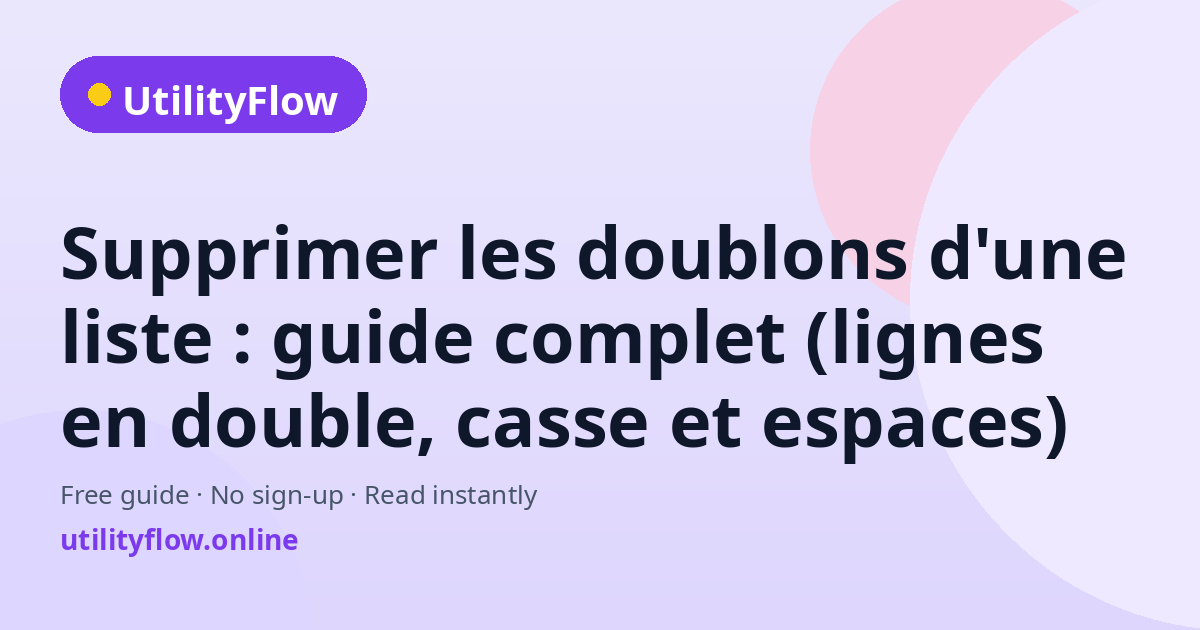 UtilityFlow
Supprimer les doublons d'une
liste : guide complet (lignes
en double, casse et espaces)
Free guide · No sign-up · Read instantly
utilityflow.online